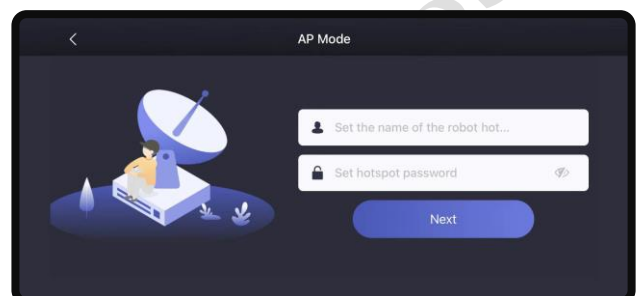 AP Mode
Set the name of the robot hot...
Set hotspot password
Next